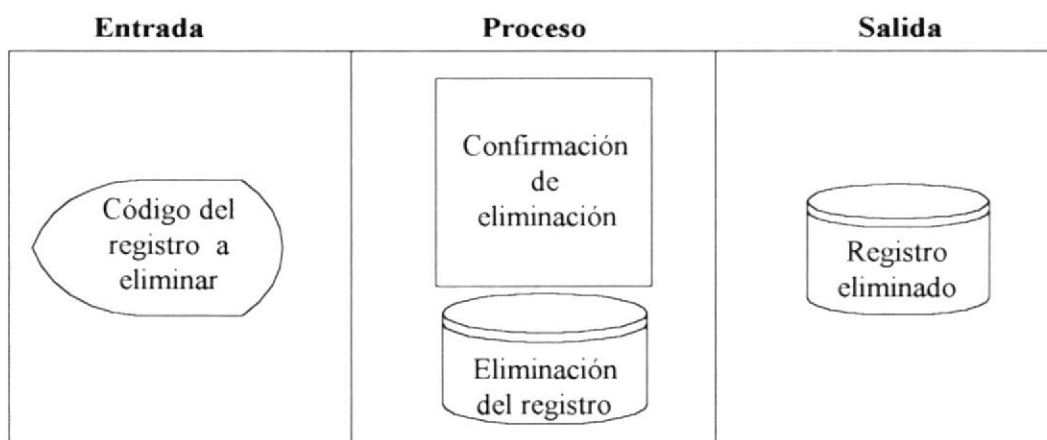 Entrada
Proceso
Salida
Código del
registro a
eliminar
Confirmación
de
eliminación
Eliminación
del registro
Registro
eliminado